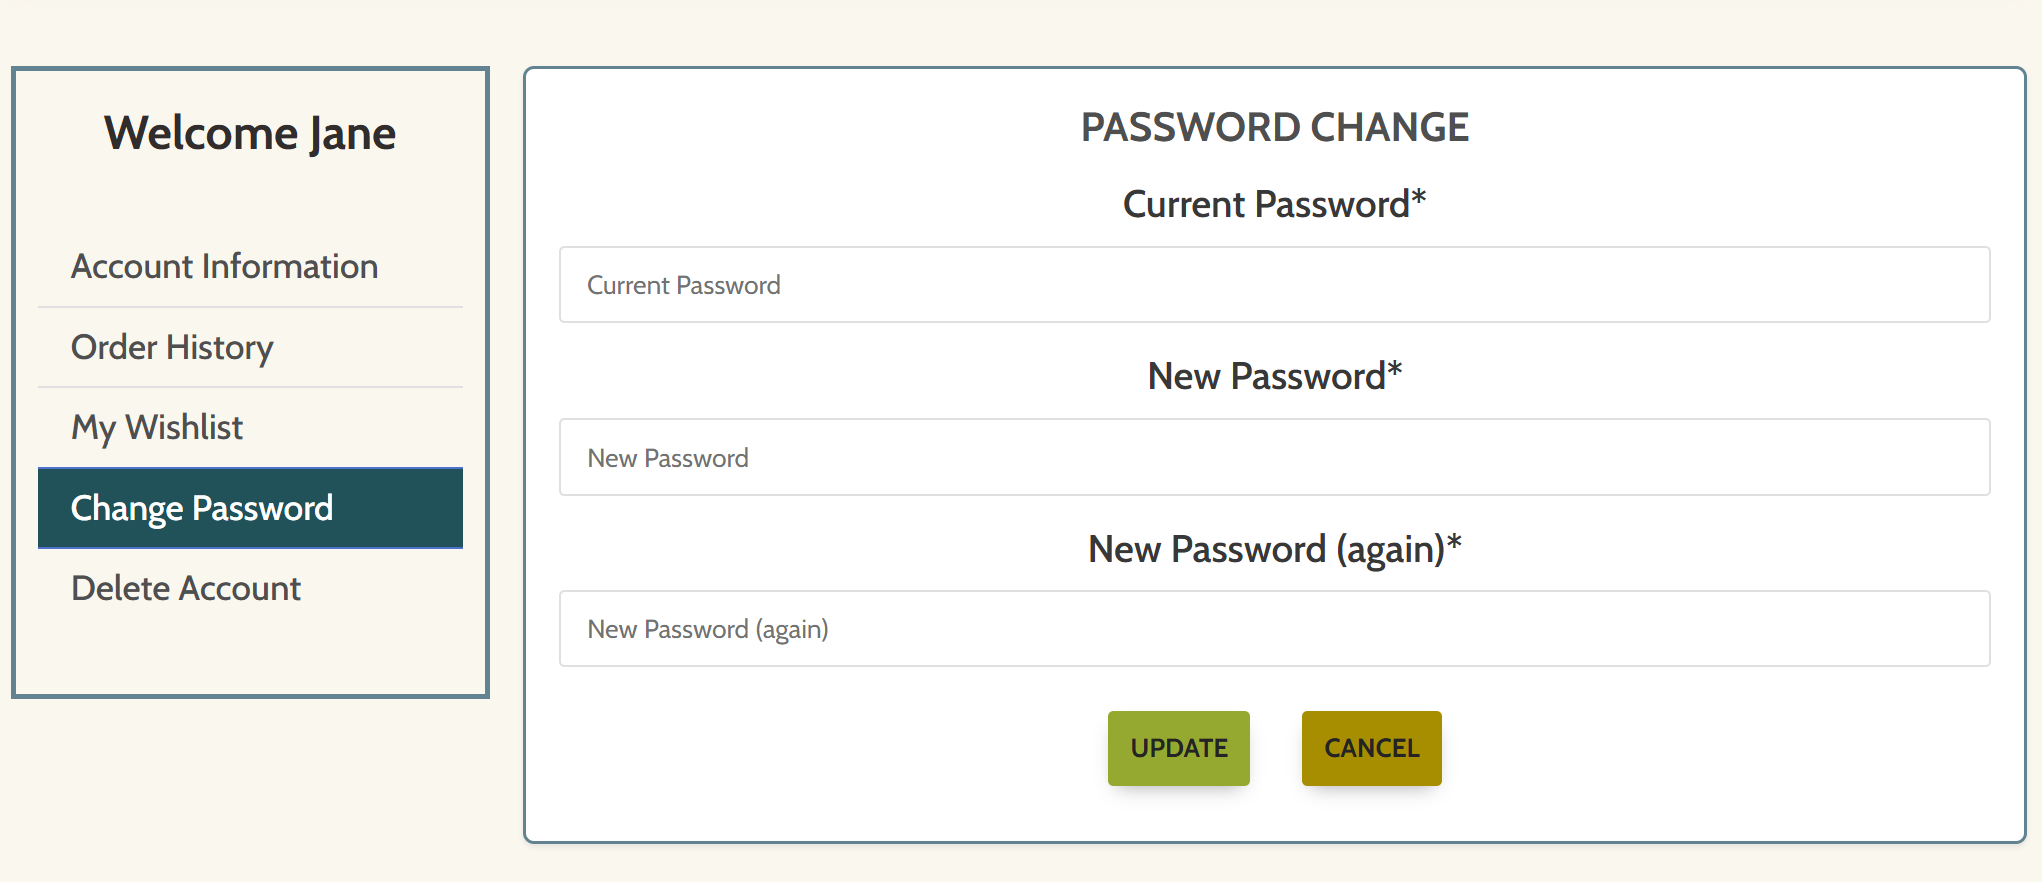 Welcome Jane
Account Information
Order History
My Wishlist
Change Password
Delete Account
PASSWORD CHANGE
Current Password*
Current Password
New Password*
New Password
New Password (again)*
New Password (again)
UPDATE
CANCEL